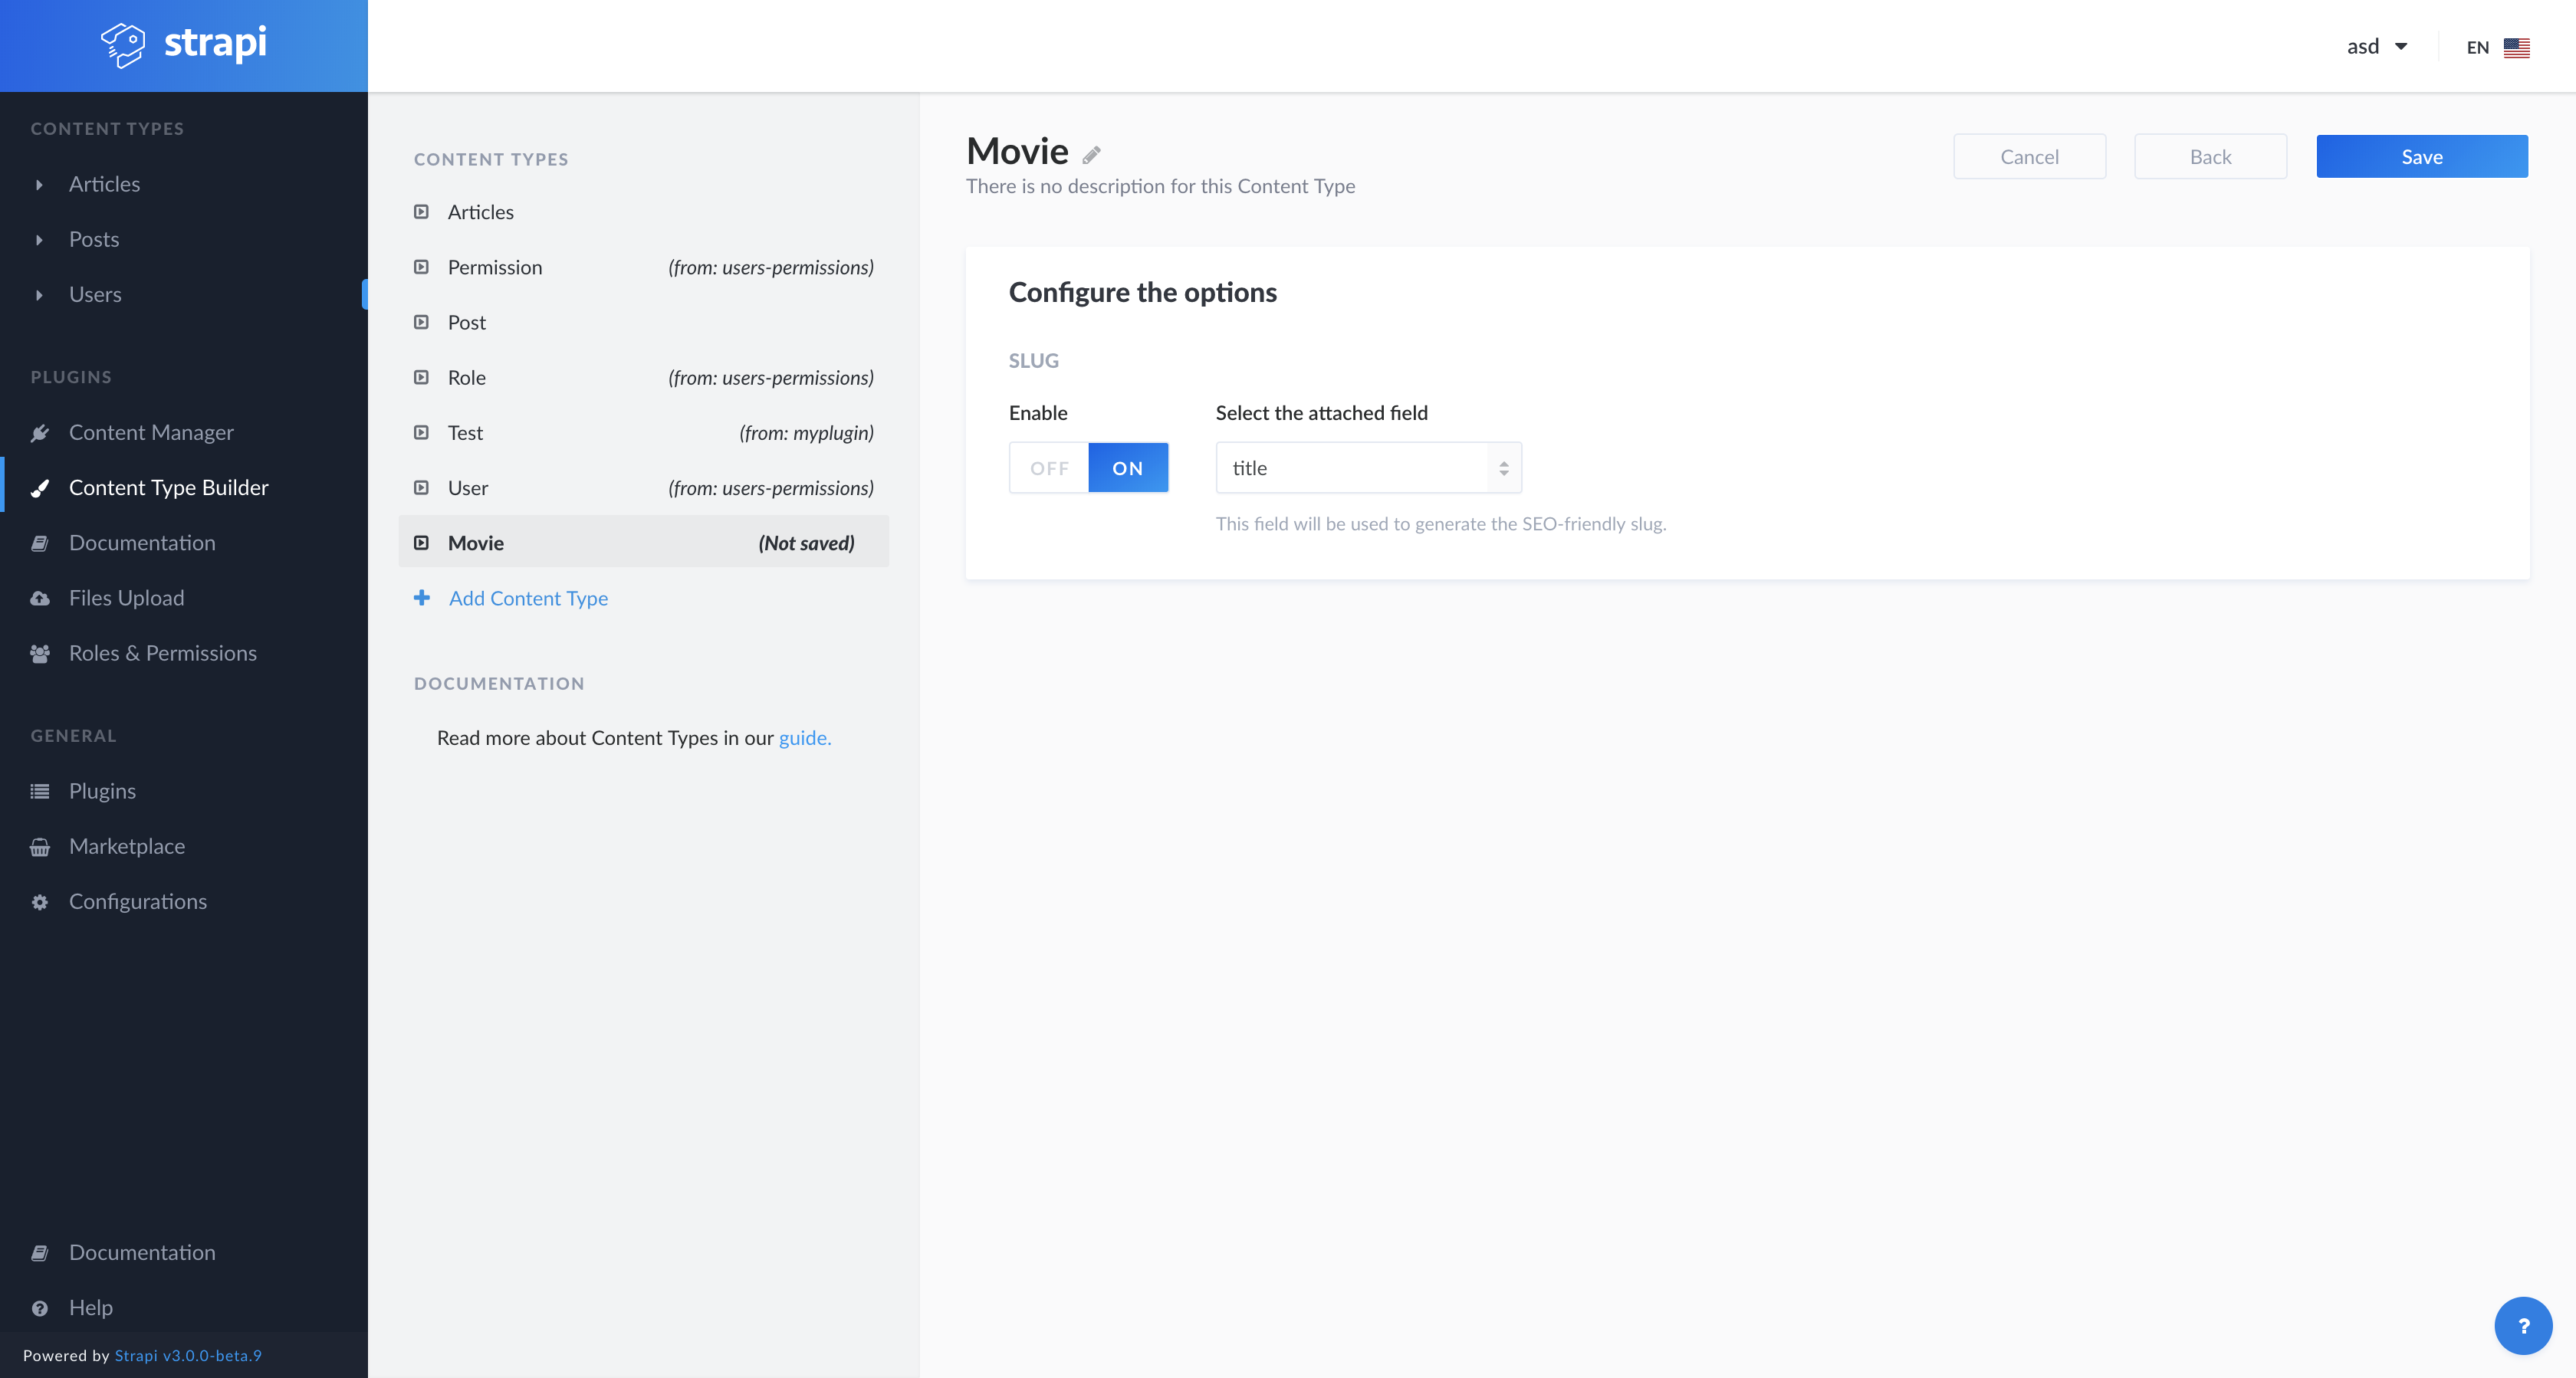 strapi
asd
EN
CONTENT TYPES
Articles
Posts
Users
PLUGINS
Content Manager
Content Type Builder
Documentation
Files Upload
Roles & Permissions
GENERAL
Plugins
Marketplace
Configurations
Documentation
Help
Powered by Strapi v3.0.0-beta.9
CONTENT TYPES
Articles
Permission (from: users-permissions)
Post
Role (from: users-permissions)
Test (from: myplugin)
User (from: users-permissions)
Movie (Not saved)
+ Add Content Type
DOCUMENTATION
Read more about Content Types in our guide.
Movie
There is no description for this Content Type
Cancel
Back
Save
Configure the options
SLUG
Enable
OFF ON
Select the attached field
title
This field will be used to generate the SEO-friendly slug.
?